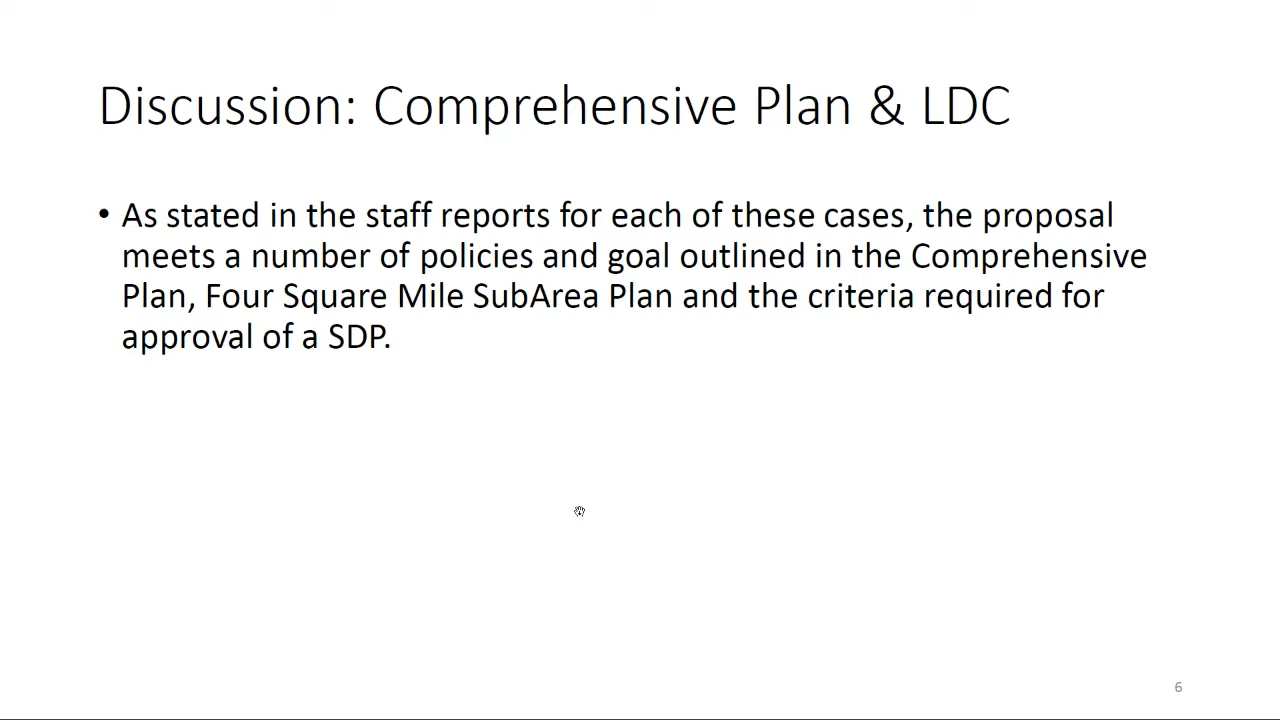 Discussion: Comprehensive Plan & LDC
• As stated in the staff reports for each of these cases, the proposal
meets a number of policies and goal outlined in the Comprehensive
Plan, Four Square Mile SubArea Plan and the criteria required for
approval of a SDP.
6